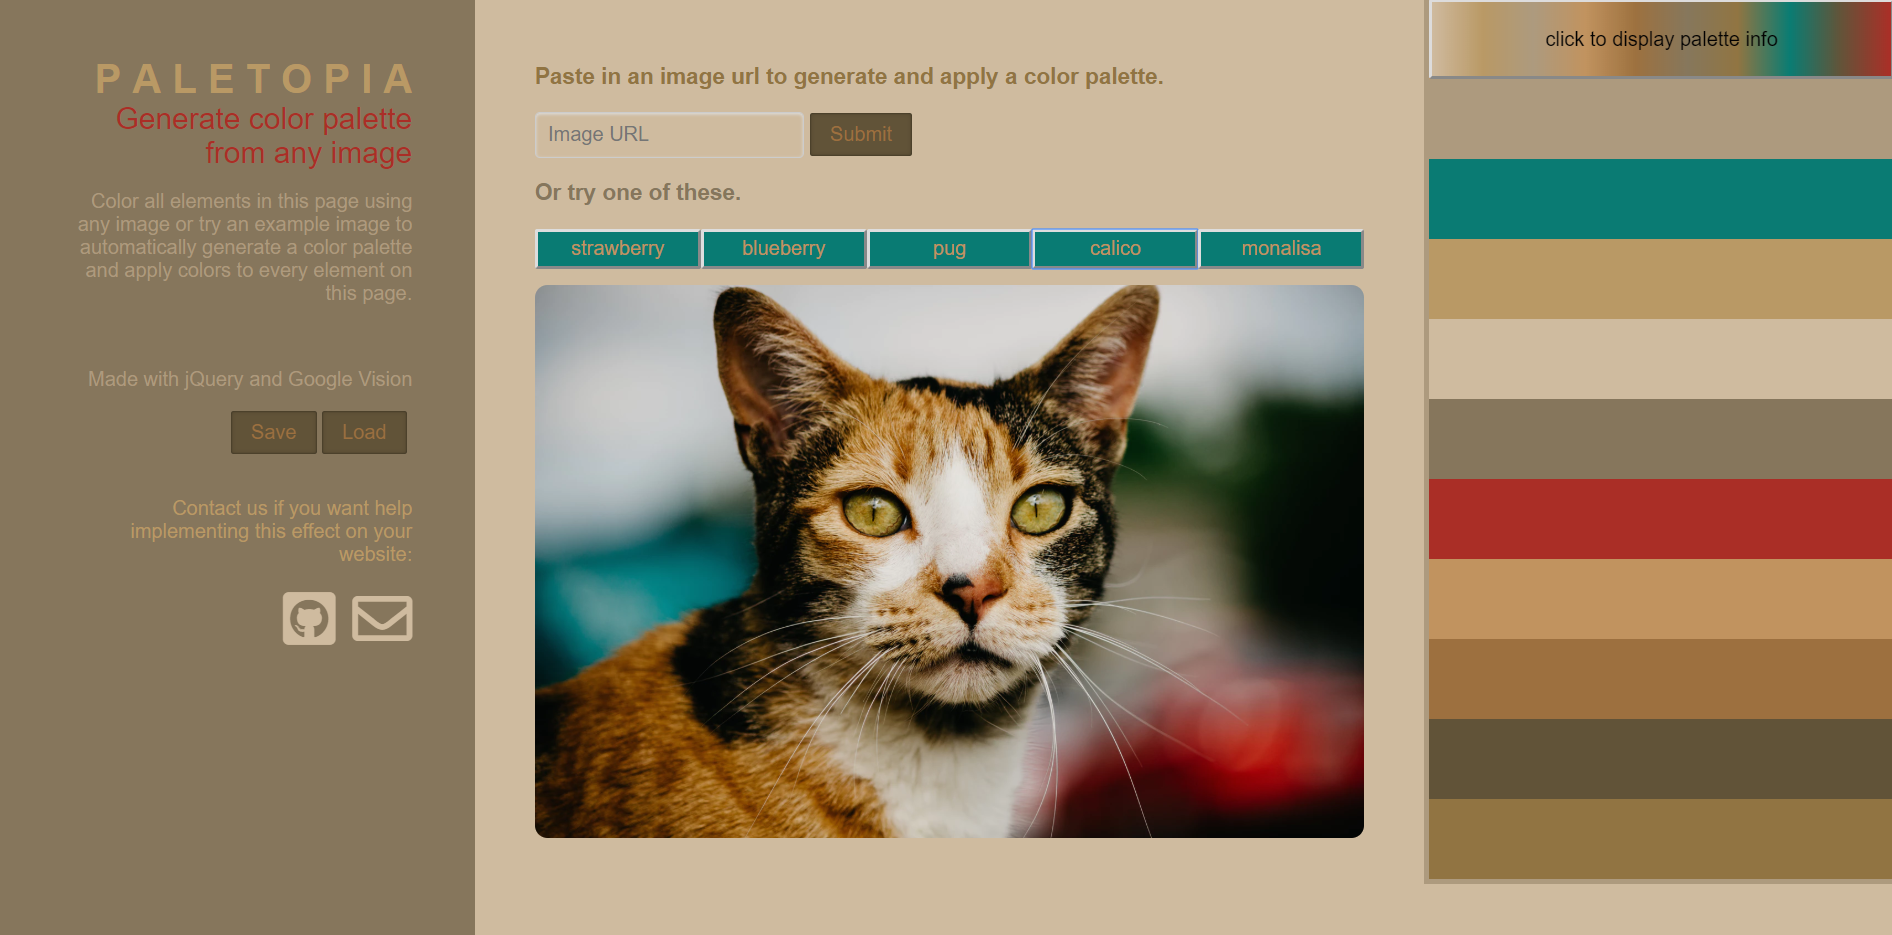 PALETOPIA
Generate color palette
from any image
Color all elements in this page using
any image or try an example image to
automatically generate a color palette
and apply colors to every element on
this page.
Made with jQuery and Google Vision
Save Load
Contact us if you want help
implementing this effect on your
website:
Paste in an image url to generate and apply a color palette.
Image URL Submit
Or try one of these.
strawberry blueberry pug calico monalisa
click to display palette info